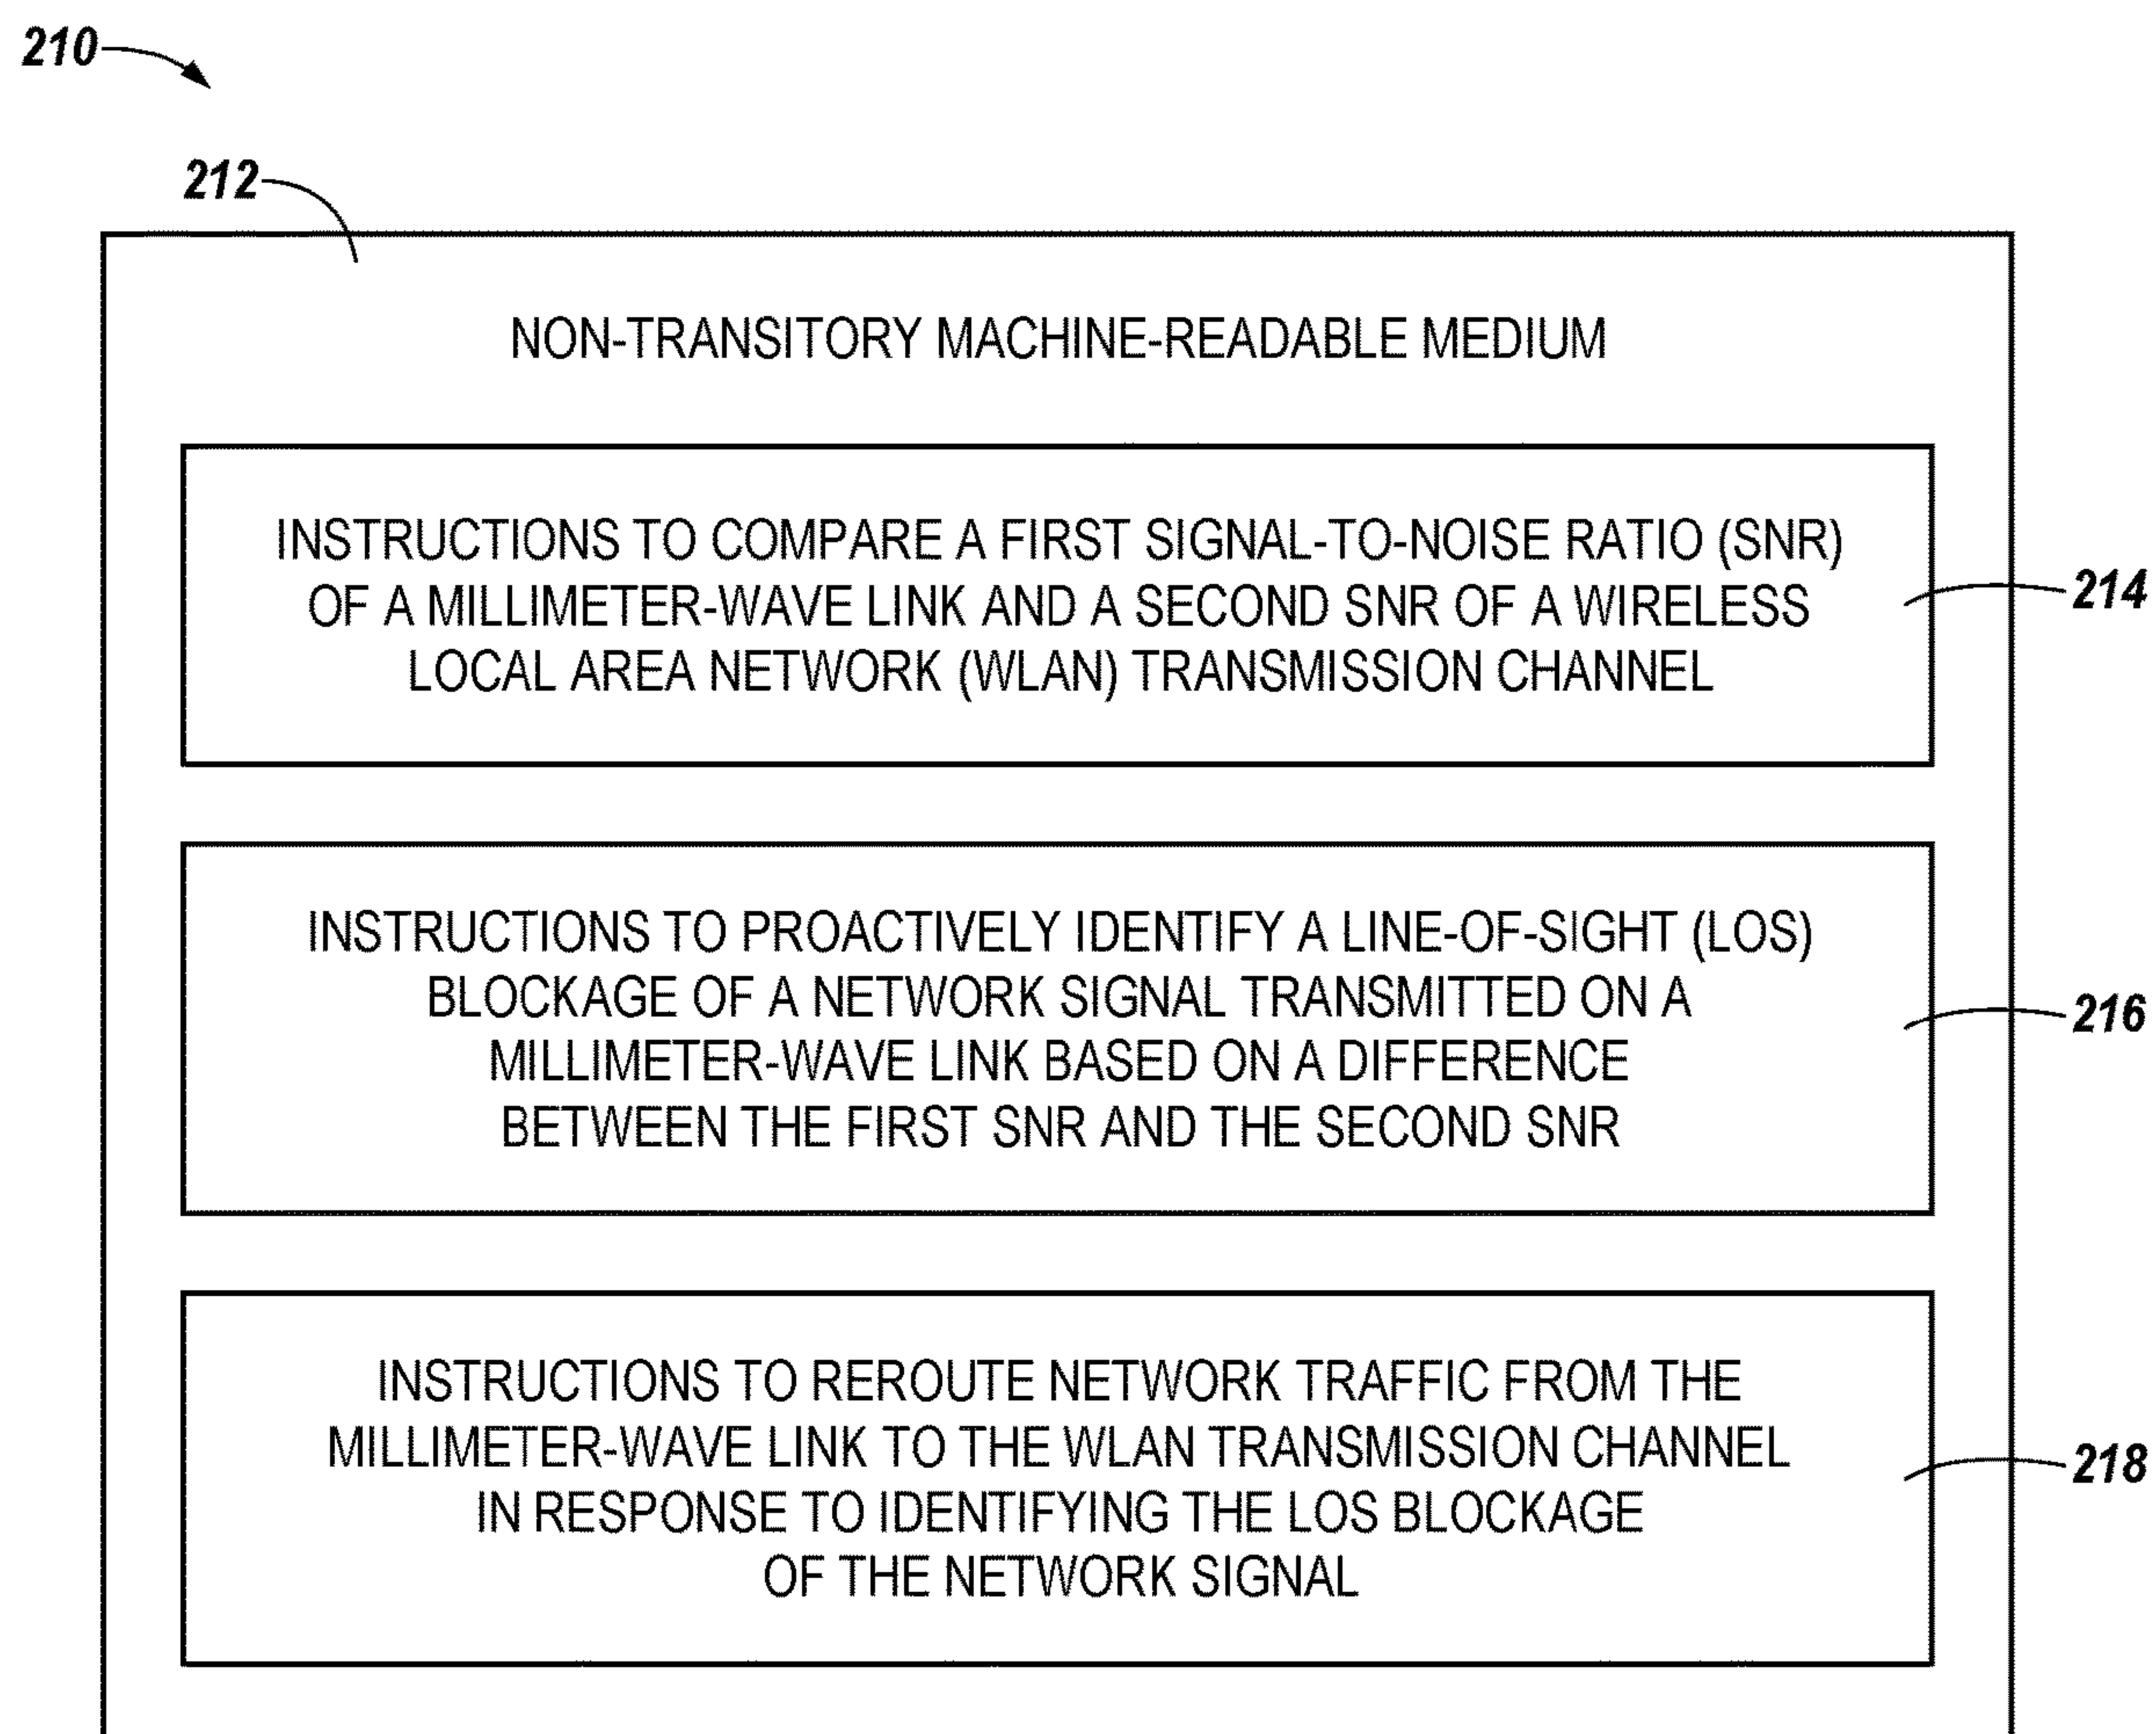 210
212
NON-TRANSITORY MACHINE-READABLE MEDIUM
INSTRUCTIONS TO COMPARE A FIRST SIGNAL-TO-NOISE RATIO (SNR)
OF A MILLIMETER-WAVE LINK AND A SECOND SNR OF A WIRELESS
LOCAL AREA NETWORK (WLAN) TRANSMISSION CHANNEL
214
INSTRUCTIONS TO PROACTIVELY IDENTIFY A LINE-OF-SIGHT (LOS)
BLOCKAGE OF A NETWORK SIGNAL TRANSMITTED ON A
MILLIMETER-WAVE LINK BASED ON A DIFFERENCE
BETWEEN THE FIRST SNR AND THE SECOND SNR
216
INSTRUCTIONS TO REROUTE NETWORK TRAFFIC FROM THE
MILLIMETER-WAVE LINK TO THE WLAN TRANSMISSION CHANNEL
IN RESPONSE TO IDENTIFYING THE LOS BLOCKAGE
OF THE NETWORK SIGNAL
218